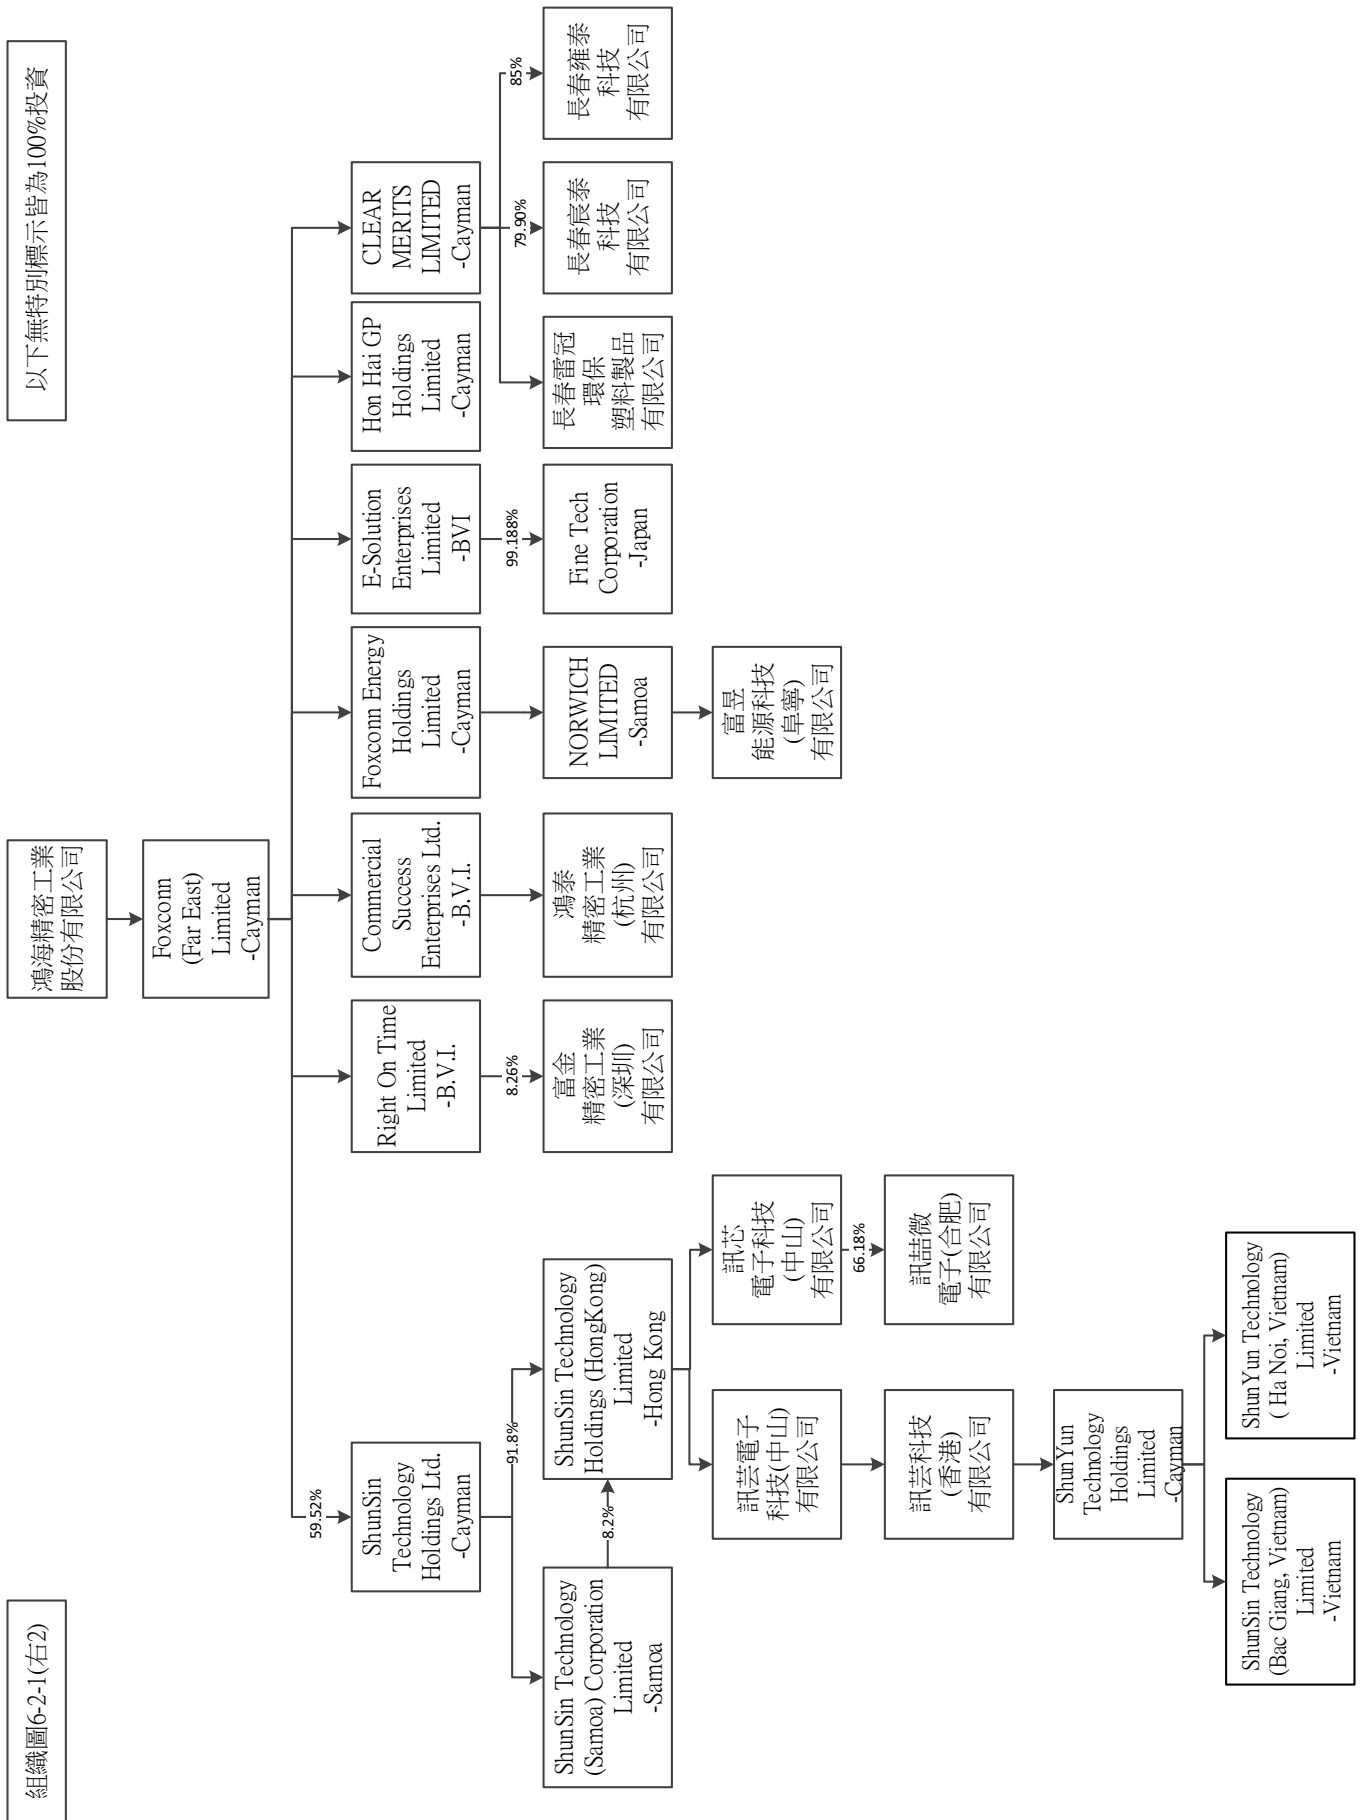 組織圖6-2-1(右2)
以下無特別標示皆為100%投資
鴻海精密工業
股份有限公司
Foxconn
(Far East)
Limited
-Cayman
59.52%
ShunSin
Technology
Holdings Ltd.
-Cayman
Right On Time
Limited
-B.V.I.
Commercial
Success
Enterprises Ltd.
-B.V.I.
Foxconn Energy
Holdings
Limited
-Cayman
E-Solution
Enterprises
Limited
-BVI
Hon Hai GP
Holdings
Limited
-Cayman
CLEAR
MERITS
LIMITED
-Cayman
91.8%
8.26%
99.188%
79.90%
85%
ShunSin Technology
(Samoa) Corporation
Limited
-Samoa
8.2%
ShunSin Technology
Holdings (HongKong)
Limited
-Hong Kong
富金
精密工業
(深圳)
有限公司
鴻泰
精密工業
(杭州)
有限公司
NORWICH
LIMITED
-Samoa
Fine Tech
Corporation
-Japan
長春雷冠
環保
塑料製品
有限公司
長春宸泰
科技
有限公司
長春雍泰
科技
有限公司
訊芸電子
科技(中山)
有限公司
訊芯
電子科技
(中山)
有限公司
富昱
能源科技
(阜寧)
有限公司
66.18%
訊芸科技
(香港)
有限公司
訊喆微
電子(合肥)
有限公司
ShunYun
Technology
Holdings
Limited
-Cayman
ShunSin Technology
(Bac Giang, Vietnam)
Limited
-Vietnam
ShunYun Technology
( Ha Noi, Vietnam)
Limited
-Vietnam